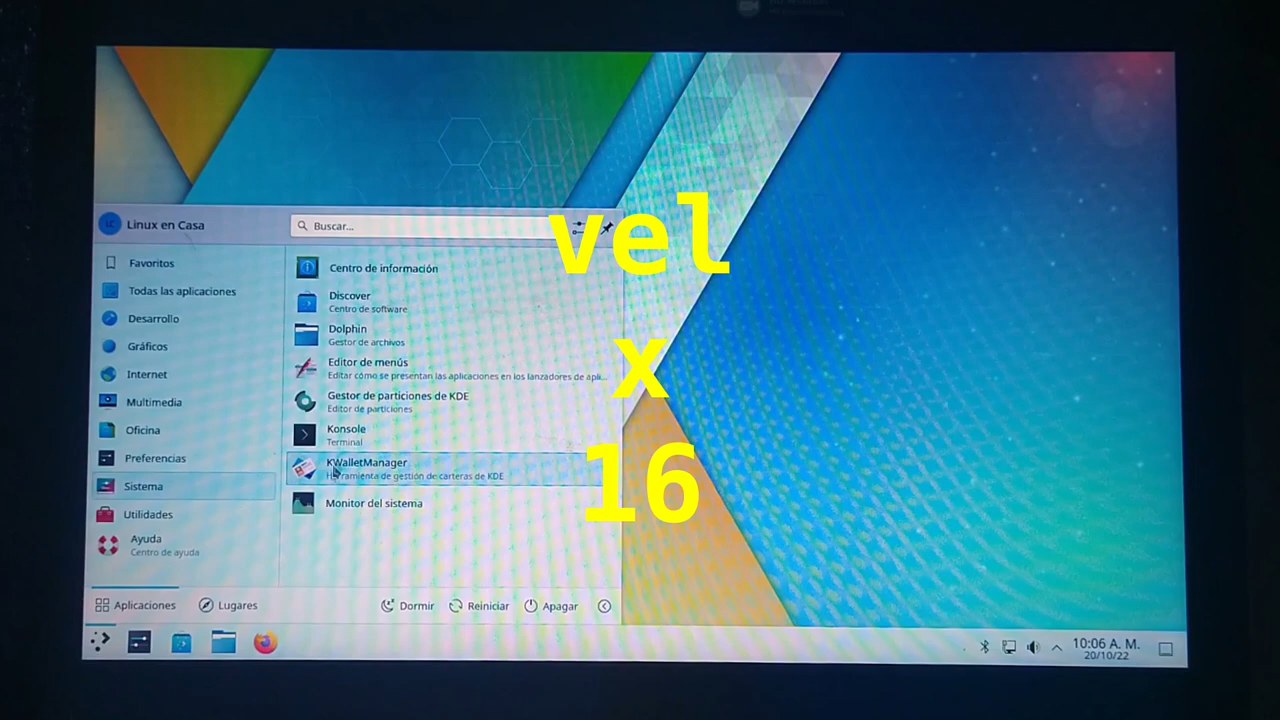 Linux en Casa
Buscar...
Favoritos
Todas las aplicaciones
Desarrollo
Gráficos
Internet
Multimedia
Oficina
Preferencias
Sistema
Utilidades
Ayuda
Centro de ayuda
Centro de información
Discover
Centro de software
Dolphin
Gestor de archivos
Editor de menús
Editar cómo se presentan las aplicaciones en los lanzadores de apli...
Gestor de particiones de KDE
Editor de particiones
Konsole
Terminal
KWalletManager
Herramienta de gestión de carteras de KDE
Monitor del sistema
vel
x
16
Aplicaciones
Lugares
Dormir
Reiniciar
Apagar
10:06 A. M.
20/10/22